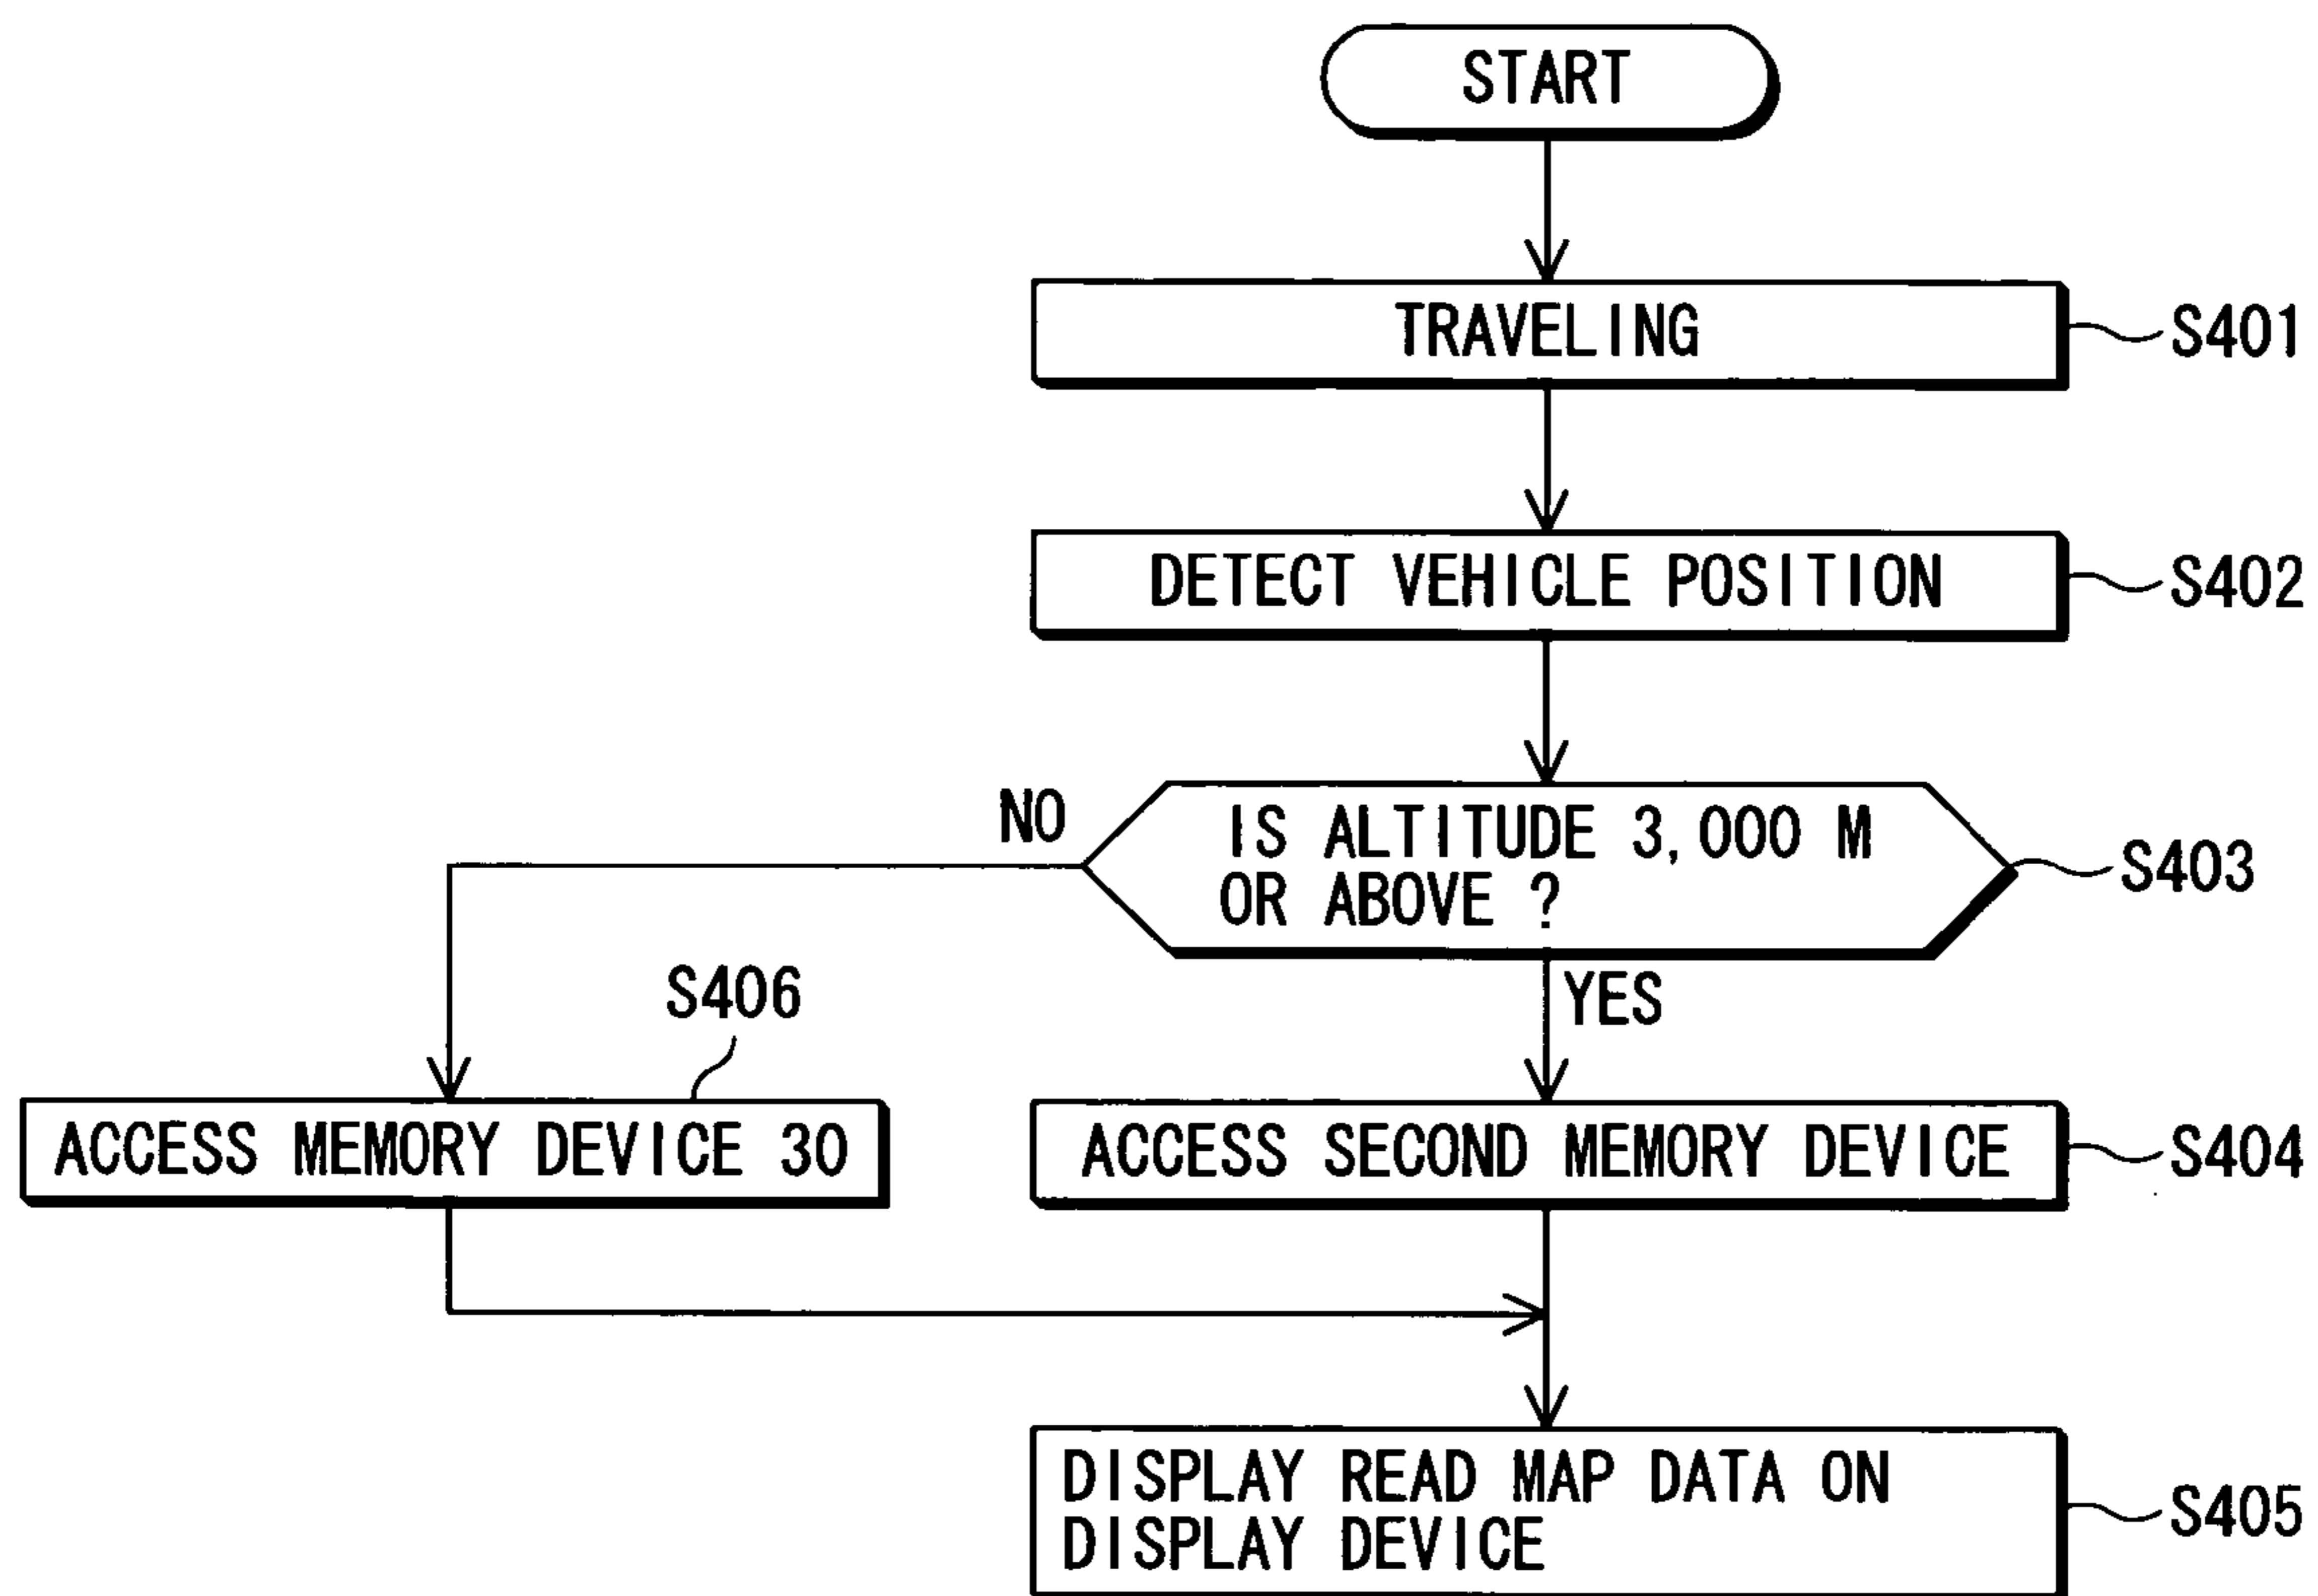 START
TRAVELING
S401
DETECT VEHICLE POSITION
S402
NO
IS ALTITUDE 3,000 M
OR ABOVE ?
S403
YES
S406
ACCESS MEMORY DEVICE 30
ACCESS SECOND MEMORY DEVICE
S404
DISPLAY READ MAP DATA ON
DISPLAY DEVICE
S405